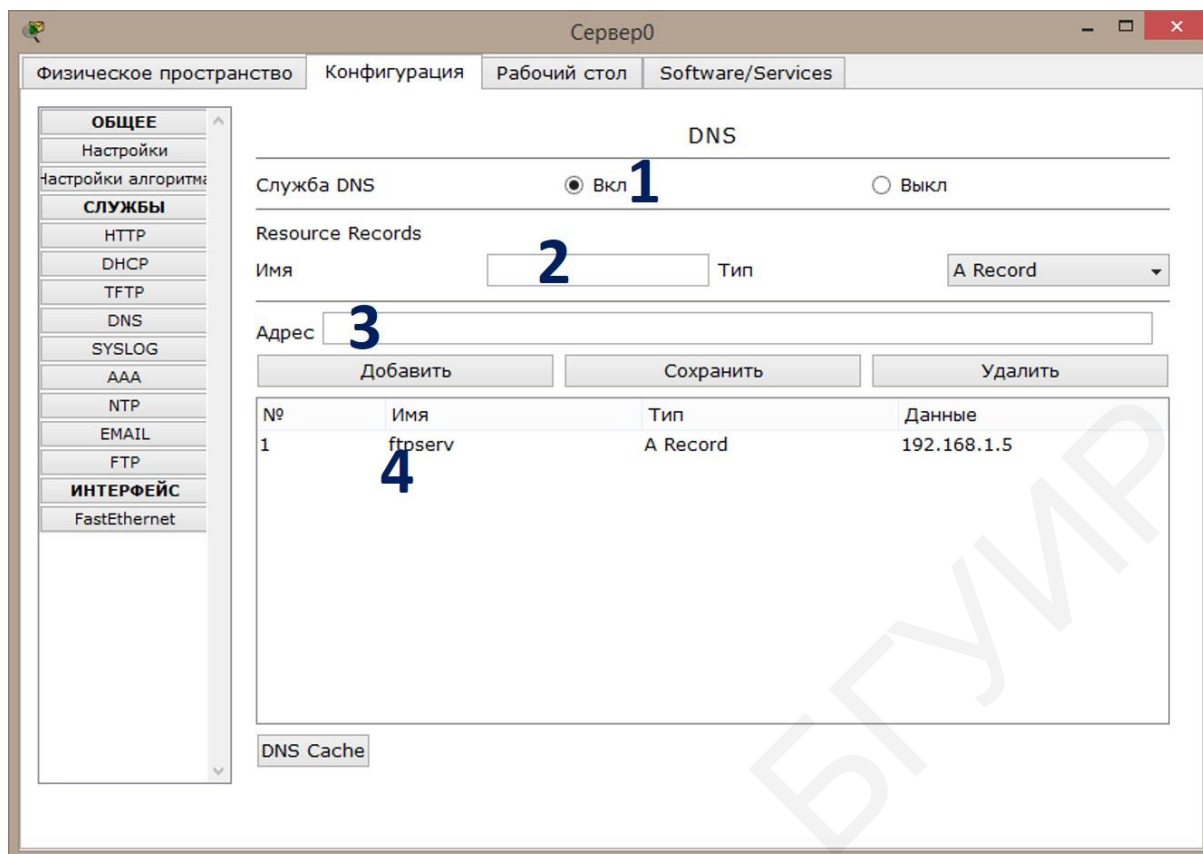 Сервер0
Физическое пространство Конфигурация Рабочий стол Software/Services
ОБЩЕЕ
Настройки
Настройки алгоритма
СЛУЖБЫ
HTTP
DHCP
TFTP
DNS
SYSLOG
AAA
NTP
EMAIL
FTP
ИНТЕРФЕЙС
FastEthernet
DNS
Служба DNS Вкл 1 Выкл
Resource Records
Имя 2 Тип A Record
Адрес 3
Добавить Сохранить Удалить
№ Имя Тип Данные
1 ftpserv A Record 192.168.1.5
4
DNS Cache
БГУИР